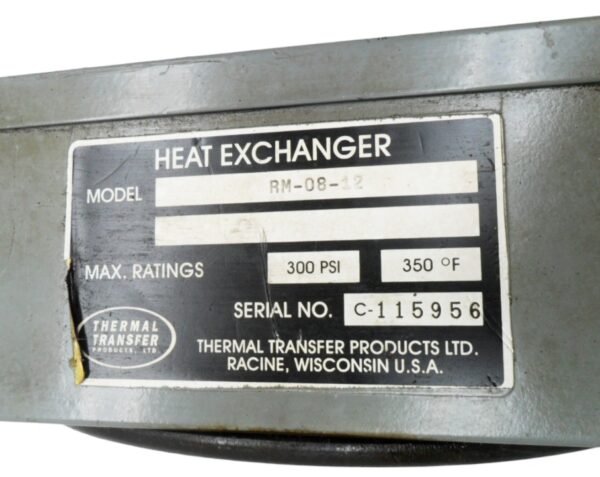 HEAT EXCHANGER
MODEL RM-08-12
MAX. RATINGS 300 PSI 350 °F
SERIAL NO. C-115956
THERMAL
TRANSFER
PRODUCTS, LTD.
THERMAL TRANSFER PRODUCTS LTD.
RACINE, WISCONSIN U.S.A.